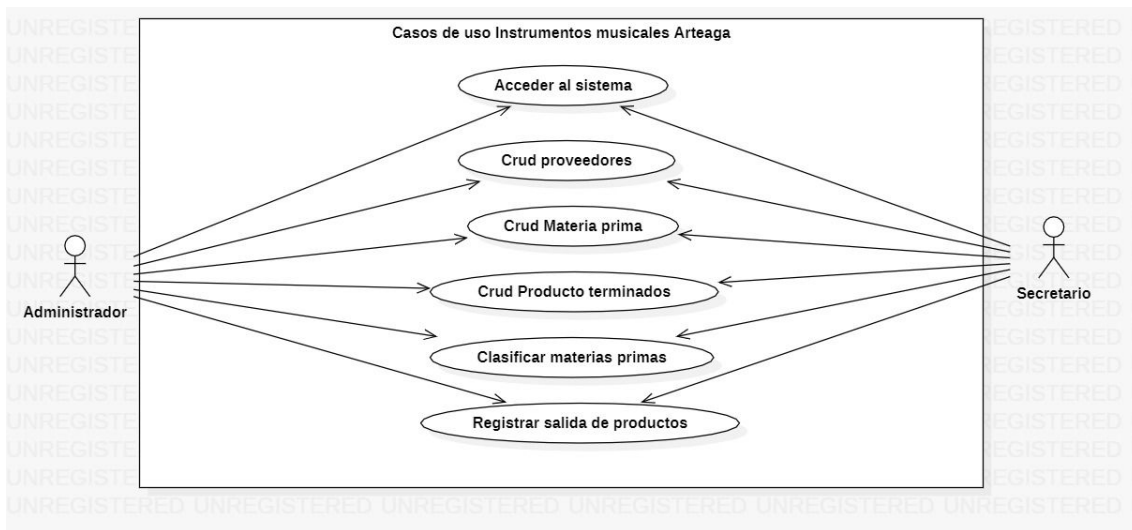 Casos de uso Instrumentos musicales Arteaga
Acceder al sistema
Crud proveedores
Crud Materia prima
Crud Producto terminados
Clasificar materias primas
Registrar salida de productos
Administrador
Secretario
UNREGISTERED UNREGISTERED UNREGISTERED UNREGISTERED UNREGISTERED UNREGISTERED